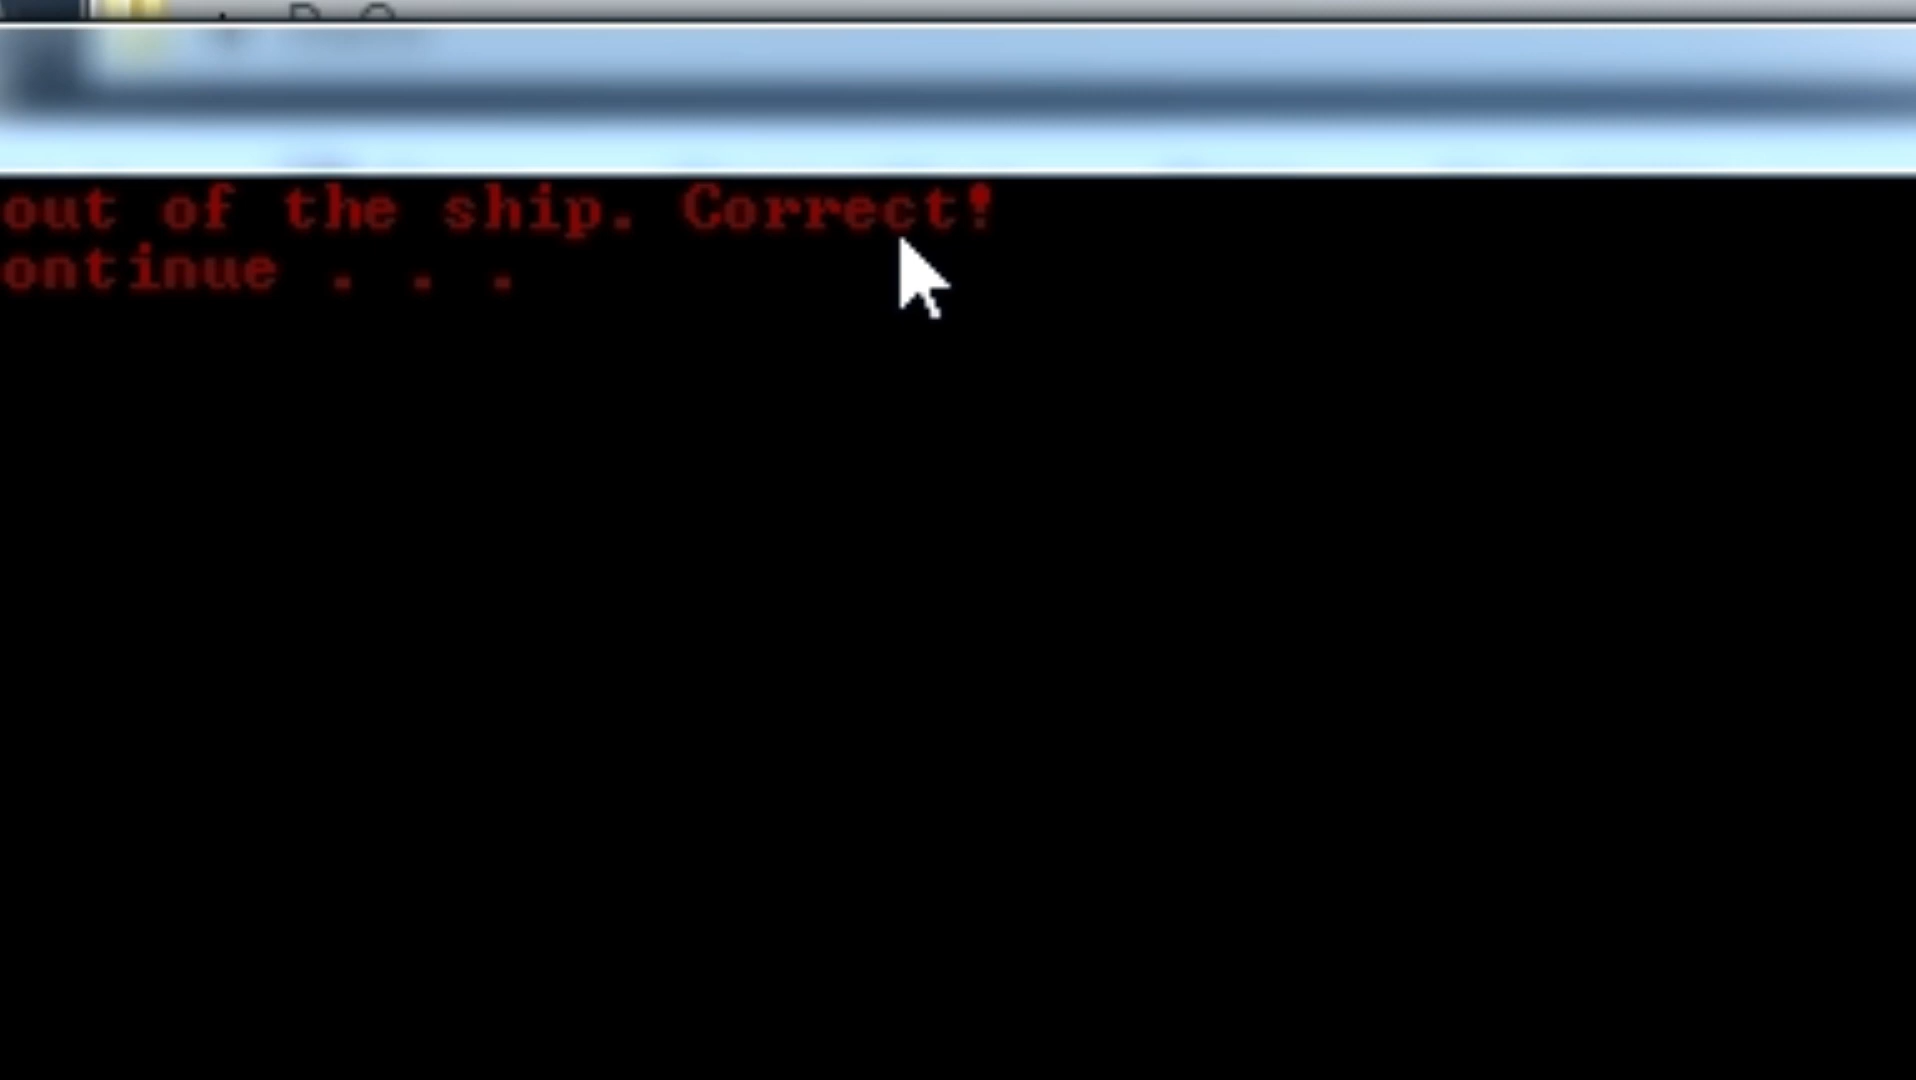 out of the ship. Correct!
ontinue . . .